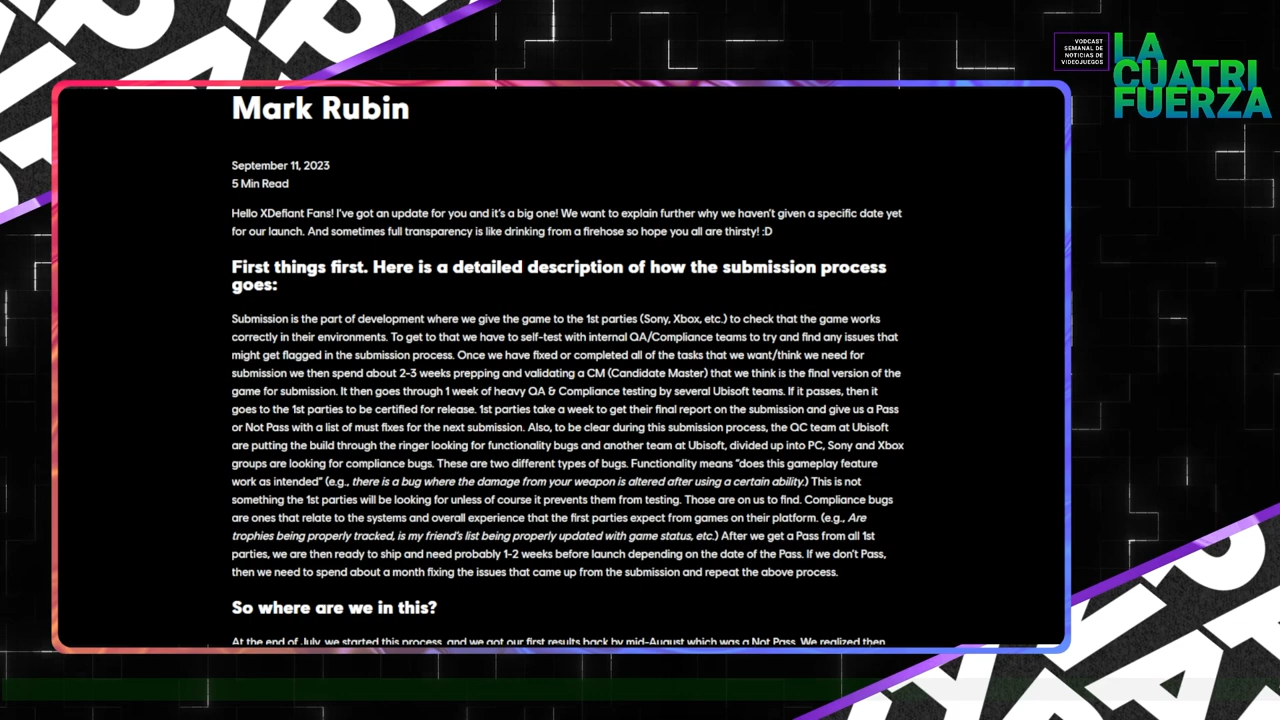 VODCAST
SEMANAL DE
NOTICIAS DE
VIDEOJUEGOS
LA
CUATRI
FUERZA
Mark Rubin
September 11, 2023
5 Min Read
Hello XDefiant Fans! I've got an update for you and it's a big one! We want to explain further why we haven't given a specific date yet
for our launch. And sometimes full transparency is like drinking from a firehose so hope you all are thirsty! :D
First things first. Here is a detailed description of how the submission process
goes:
Submission is the part of development where we give the game to the 1st parties (Sony, Xbox, etc.) to check that the game works
correctly in their environments. To get to that we have to self-test with internal QA/Compliance teams to try and find any issues that
might get flagged in the submission process. Once we have fixed or completed all of the tasks that we want/think we need for
submission we then spend about 2-3 weeks prepping and validating a CM (Candidate Master) that we think is the final version of the
game for submission. It then goes through 1 week of heavy QA & Compliance testing by several Ubisoft teams. If it passes, then it
goes to the 1st parties to be certified for release. 1st parties take a week to get their final report on the submission and give us a Pass
or Not Pass with a list of must fixes for the next submission. Also, to be clear during this submission process, the QC team at Ubisoft
are putting the build through the ringer looking for functionality bugs and another team at Ubisoft, divided up into PC, Sony and Xbox
groups are looking for compliance bugs. These are two different types of bugs. Functionality means "does this gameplay feature
work as intended" (e.g., there is a bug where the damage from your weapon is altered after using a certain ability.) This is not
something the 1st parties will be looking for unless of course it prevents them from testing. Those are on us to find. Compliance bugs
are ones that relate to the systems and overall experience that the first parties expect from games on their platform. (e.g., Are
trophies being properly tracked, is my friend's list being properly updated with game status, etc.) After we get a Pass from all 1st
parties, we are then ready to ship and need probably 1-2 weeks before launch depending on the date of the Pass. If we don't Pass,
then we need to spend about a month fixing the issues that came up from the submission and repeat the above process.
So where are we in this?
At the end of July, we started this process, and we got our first results back by mid-August which was a Not Pass. We realized then